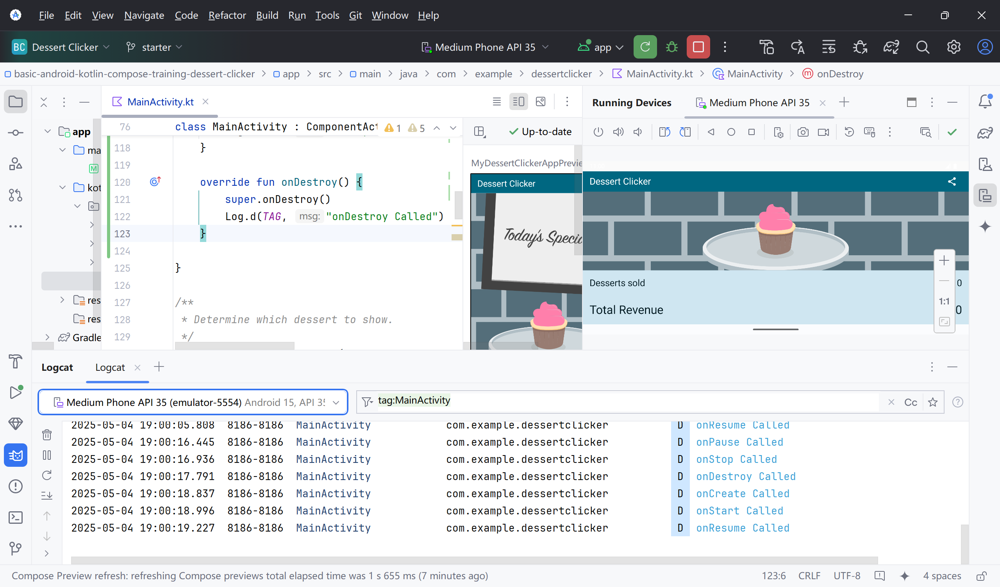 File Edit View Navigate Code Refactor Build Run Tools Git Window Help
BC Dessert Clicker starter Medium Phone API 35 app
basic-android-kotlin-compose-training-dessert-clicker > app > src > main > java > com > example > dessertclicker > MainActivity.kt > MainActivity > onDestroy
MainActivity.kt
Running Devices Medium Phone API 35
app
ma
M
kot
res
res
Gradle
76 class MainActivity : ComponentAct 1 5
118 }
119
120 override fun onDestroy() {
121 super.onDestroy()
122 Log.d(TAG, msg: "onDestroy Called")
123 }
124
125 }
126
127 /**
128 * Determine which dessert to show.
129 */
Up-to-date
MyDessertClickerAppPrevie
Dessert Clicker
Today's Specia
Dessert Clicker
Desserts sold 0
Total Revenue 0
1:1
Logcat Logcat
Medium Phone API 35 (emulator-5554) Android 15, API 35
tag:MainActivity
Cc
2025-05-04 19:00:05.808 8186-8186 MainActivity com.example.dessertclicker D onResume Called
2025-05-04 19:00:16.445 8186-8186 MainActivity com.example.dessertclicker D onPause Called
2025-05-04 19:00:16.936 8186-8186 MainActivity com.example.dessertclicker D onStop Called
2025-05-04 19:00:17.791 8186-8186 MainActivity com.example.dessertclicker D onDestroy Called
2025-05-04 19:00:18.837 8186-8186 MainActivity com.example.dessertclicker D onCreate Called
2025-05-04 19:00:18.996 8186-8186 MainActivity com.example.dessertclicker D onStart Called
2025-05-04 19:00:19.227 8186-8186 MainActivity com.example.dessertclicker D onResume Called
Compose Preview refresh: refreshing Compose previews total elapsed time was 1 s 655 ms (7 minutes ago)
123:6 CRLF UTF-8 4 spaces